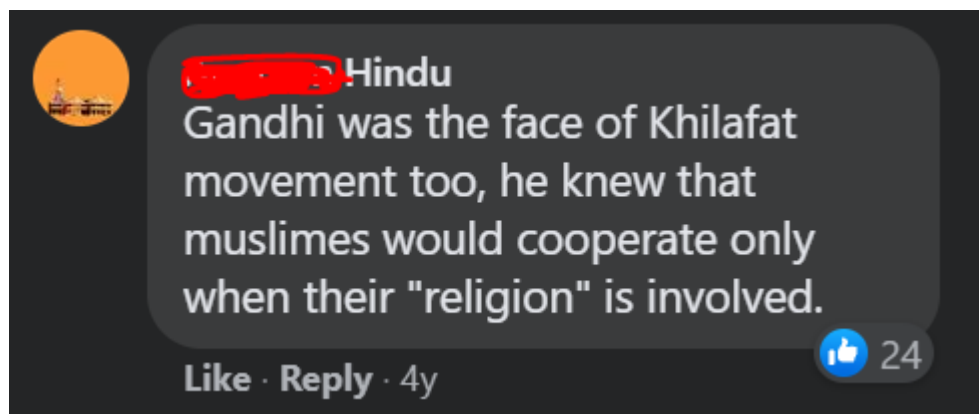 Hindu
Gandhi was the face of Khilafat
movement too, he knew that
muslimes would cooperate only
when their "religion" is involved.
24
Like · Reply · 4y